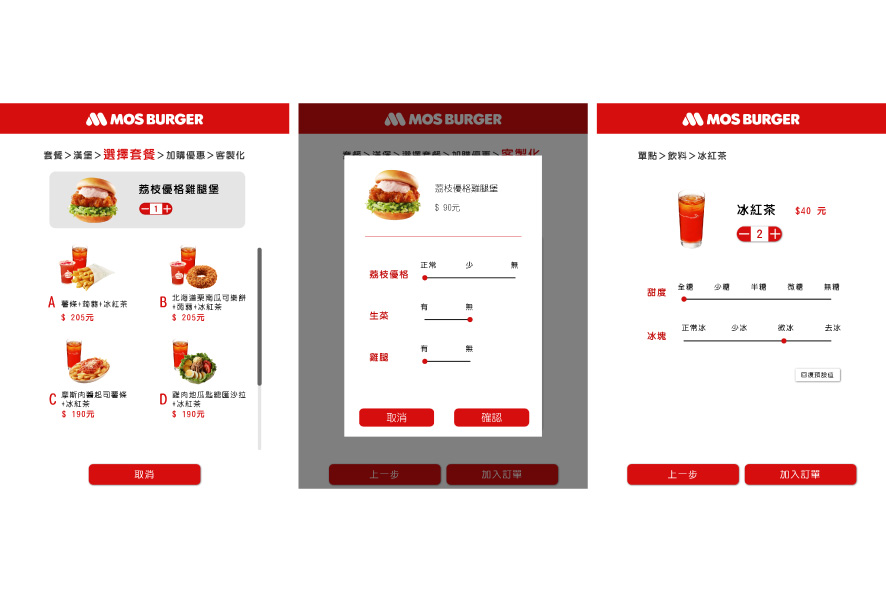 MOS BURGER
套餐>漢堡>選擇套餐>加購優惠>客製化
荔枝優格雞腿堡
1
A 薯條+蒟蒻+冰紅茶
$ 205元
B 北海道栗南瓜可樂餅
+蒟蒻+冰紅茶
$ 205元
C 摩斯肉醬起司薯條
+冰紅茶
$ 190元
D 雞肉地瓜藜總匯沙拉
+冰紅茶
$ 190元
取消
MOS BURGER
套餐>漢堡>選擇套餐>加購優惠>客製化
荔枝優格雞腿堡
$ 90元
荔枝優格
正常 少 無
生菜
有 無
雞腿
有 無
取消 確認
上一步 加入訂單
MOS BURGER
單點>飲料>冰紅茶
冰紅茶 $40 元
2
甜度
全糖 少糖 半糖 微糖 無糖
冰塊
正常冰 少冰 微冰 去冰
回復預設值
上一步 加入訂單